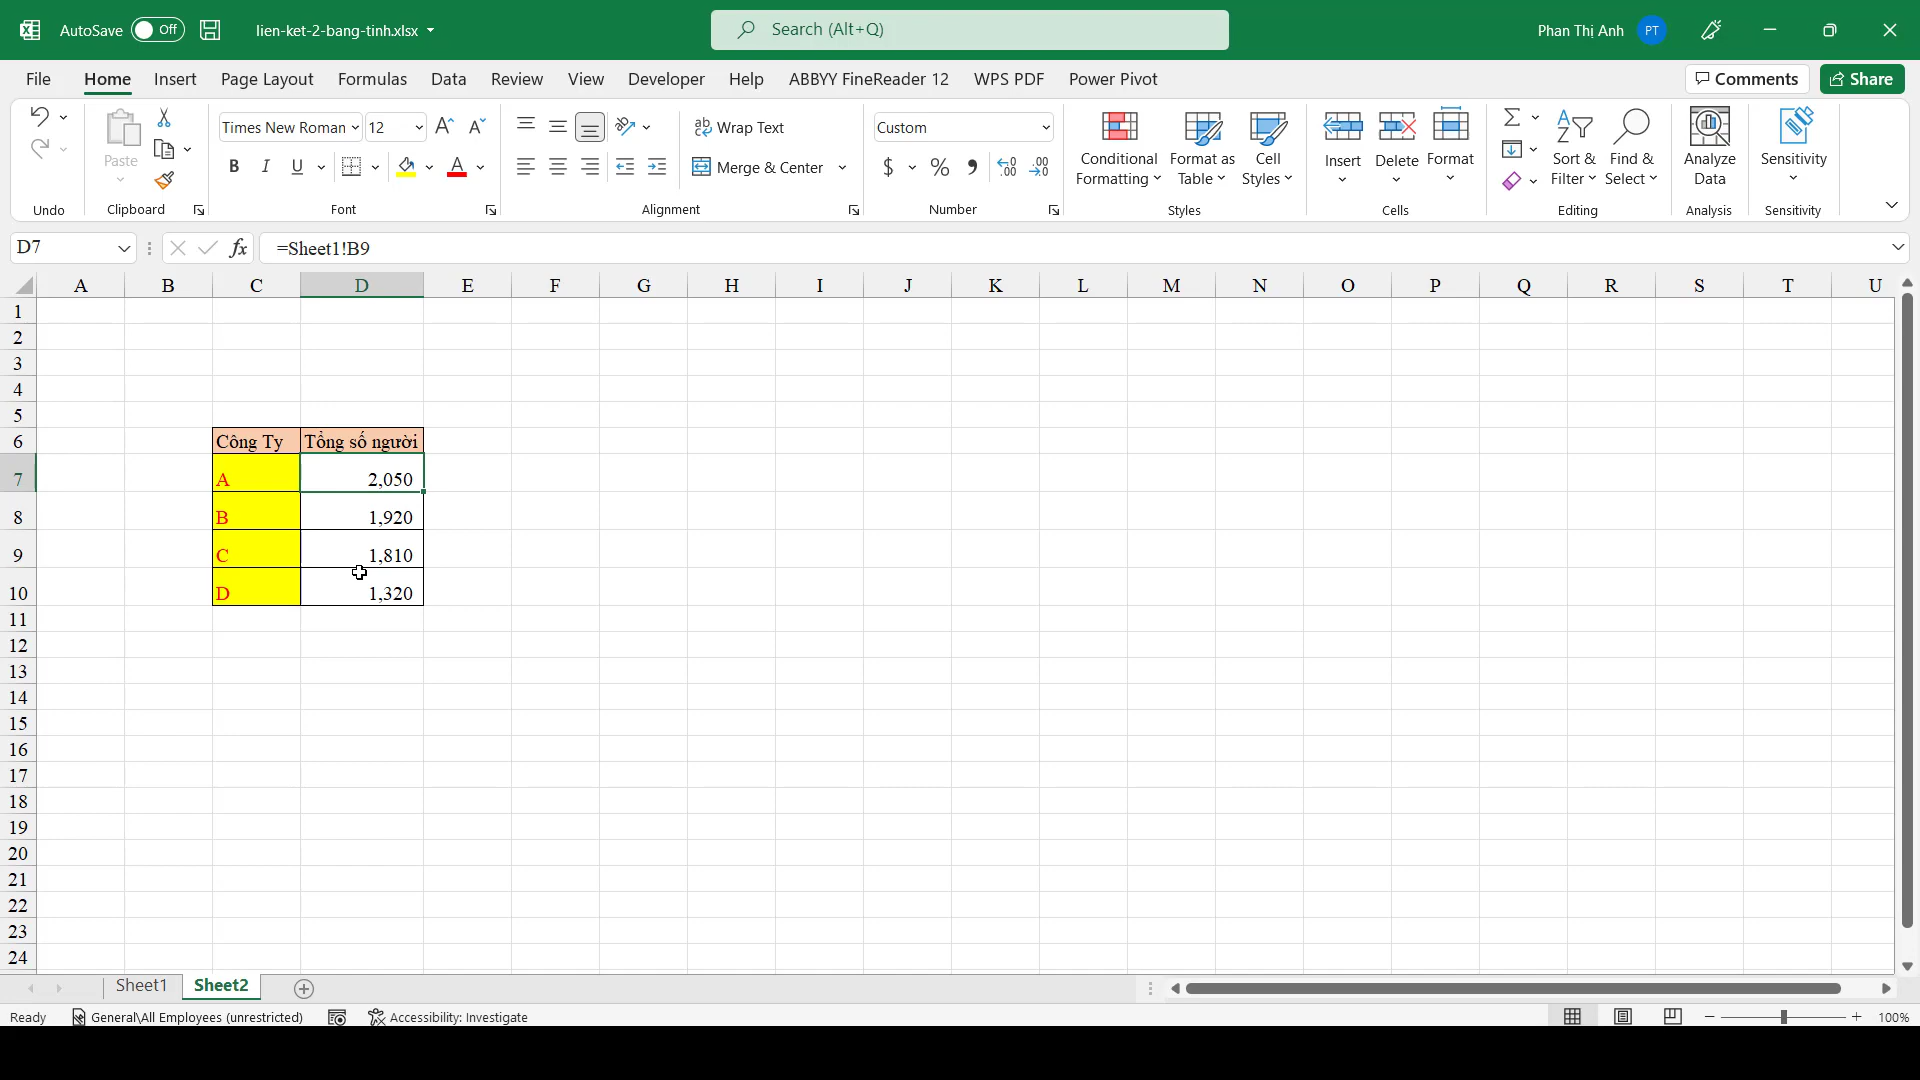 AutoSave Off lien-ket-2-bang-tinh.xlsx Search (Alt+Q) Phan Thị Anh PT
File Home Insert Page Layout Formulas Data Review View Developer Help ABBYY FineReader 12 WPS PDF Power Pivot Comments Share
Times New Roman 12 Wrap Text Custom
Paste B I U Merge & Center $ % Conditional Formatting Format as Table Cell Styles Insert Delete Format Sort & Filter Find & Select Analyze Data Sensitivity
Undo Clipboard Font Alignment Number Styles Cells Editing Analysis Sensitivity
D7 fx =Sheet1!B9
A B C D E F G H I J K L M N O P Q R S T U
1
2
3
4
5
6 Công Ty Tổng số người
7 A 2,050
8 B 1,920
9 C 1,810
10 D 1,320
11
12
13
14
15
16
17
18
19
20
21
22
23
24
Sheet1 Sheet2
Ready General\All Employees (unrestricted) Accessibility: Investigate 100%